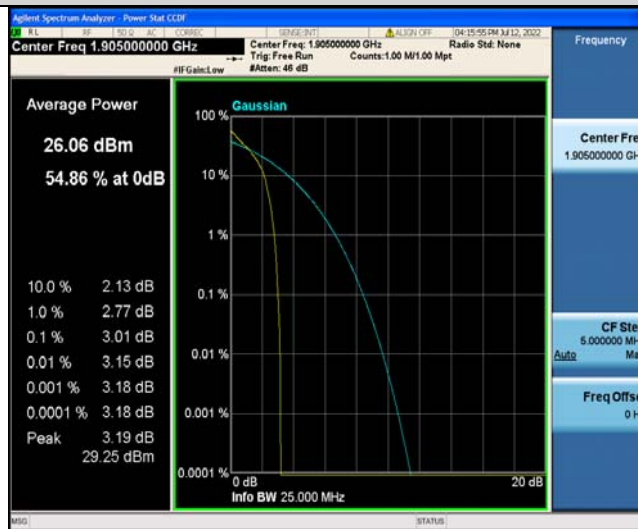 Agilent Spectrum Analyzer - Power Stat CCDF
RL RF 50 Ω AC CORREC SENSE:INT ALIGN OFF 04:15:55 PM Jul 12, 2022
Center Freq 1.905000000 GHz
Center Freq: 1.905000000 GHz Radio Std: None
Trig: Free Run Counts:1.00 M/1.00 Mpt
#IFGain:Low #Atten: 46 dB
Frequency
Average Power
26.06 dBm
54.86 % at 0dB
10.0 % 2.13 dB
1.0 % 2.77 dB
0.1 % 3.01 dB
0.01 % 3.15 dB
0.001 % 3.18 dB
0.0001 % 3.18 dB
Peak 3.19 dB
29.25 dBm
Gaussian
100 %
10 %
1 %
0.1 %
0.01 %
0.001 %
0.0001 %
0 dB 20 dB
Info BW 25.000 MHz
Center Fre
1.905000000 GH
CF Ste
5.000000 MH
Auto Ma
Freq Offse
0 H
MSG STATUS